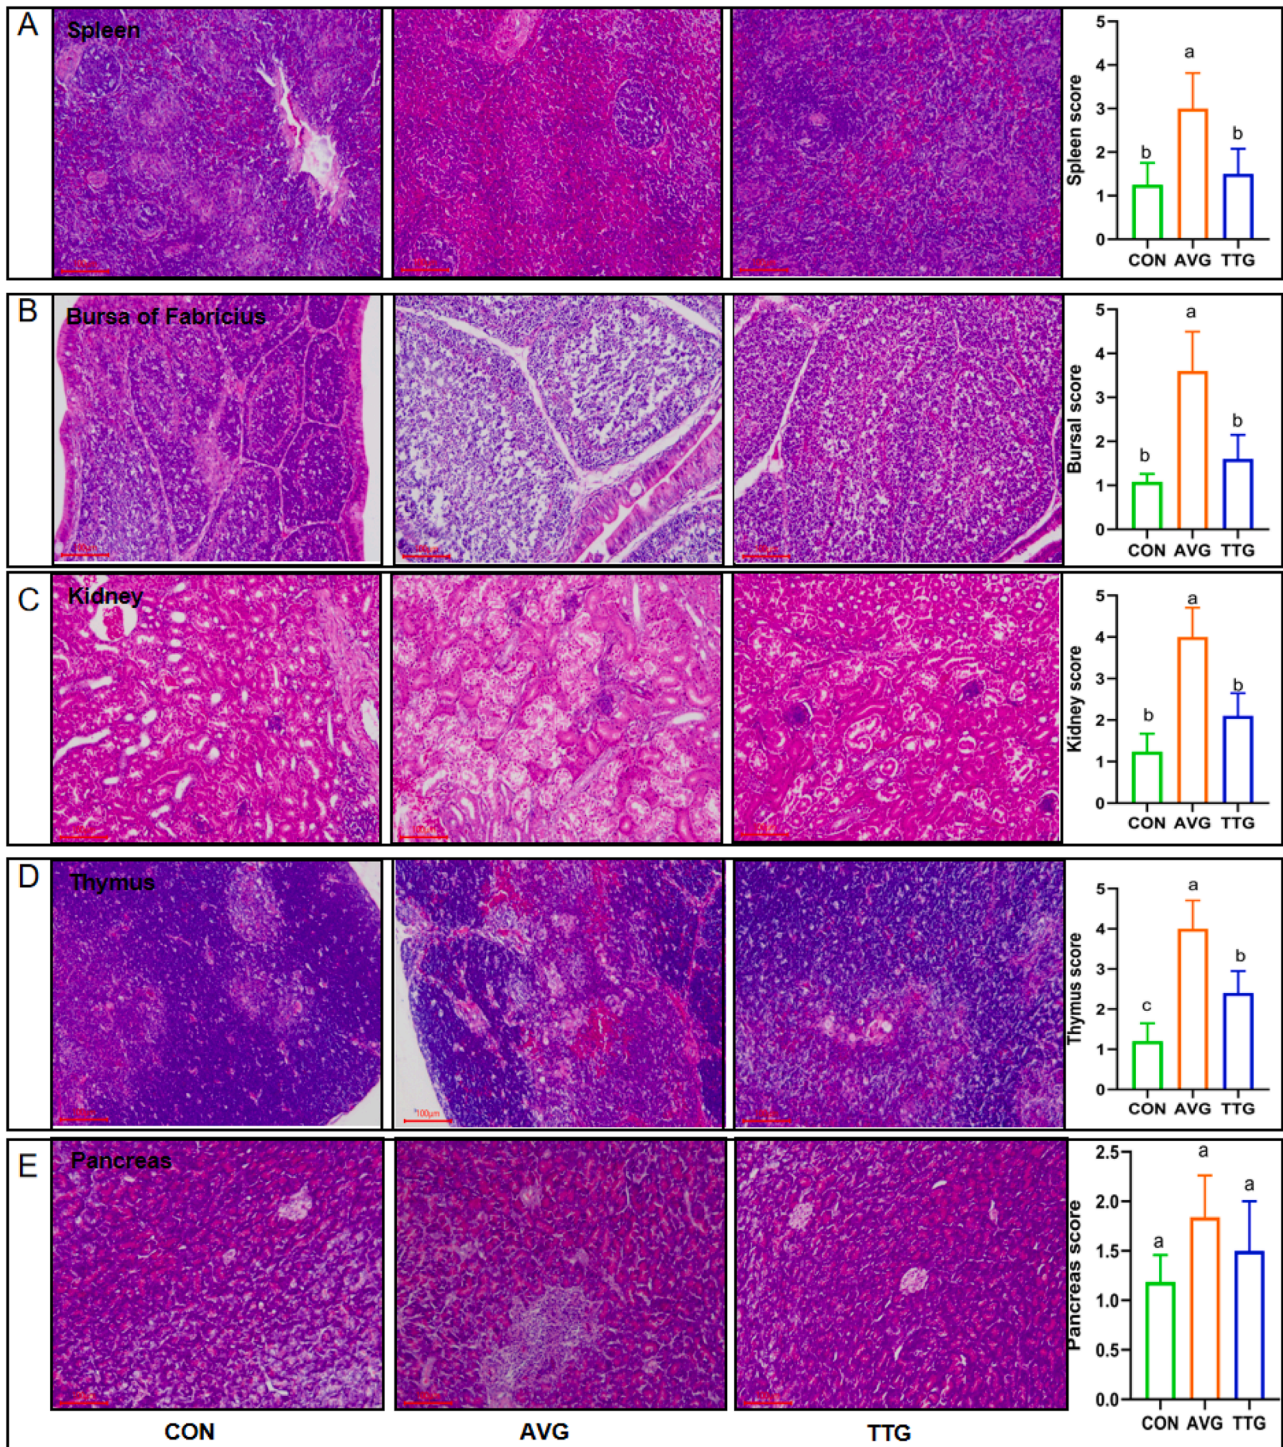 A
Spleen
Spleen score
5
4
3
2
1
0
b
a
b
CON AVG TTG
B
Bursa of Fabricius
Bursal score
5
4
3
2
1
0
b
a
b
CON AVG TTG
C
Kidney
Kidney score
5
4
3
2
1
0
b
a
b
CON AVG TTG
D
Thymus
100μm
Thymus score
5
4
3
2
1
0
c
a
b
CON AVG TTG
E
Pancreas
Pancreas score
2.5
2.0
1.5
1.0
0.5
0.0
a
a
a
CON AVG TTG
CON
AVG
TTG